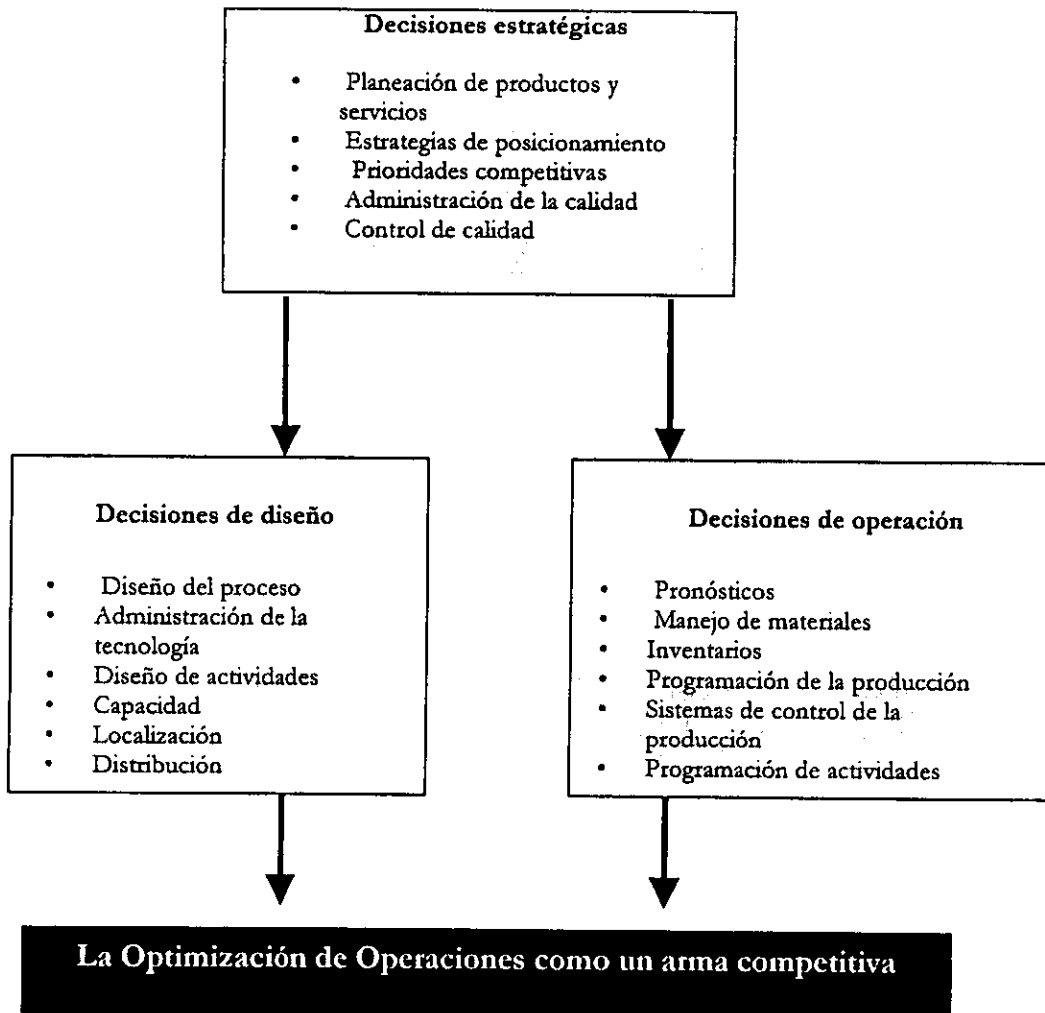 Decisiones estratégicas
• Planeación de productos y
servicios
• Estrategias de posicionamiento
• Prioridades competitivas
• Administración de la calidad
• Control de calidad
Decisiones de diseño
• Diseño del proceso
• Administración de la
tecnología
• Diseño de actividades
• Capacidad
• Localización
• Distribución
Decisiones de operación
• Pronósticos
• Manejo de materiales
• Inventarios
• Programación de la producción
• Sistemas de control de la
producción
• Programación de actividades
La Optimización de Operaciones como un arma competitiva